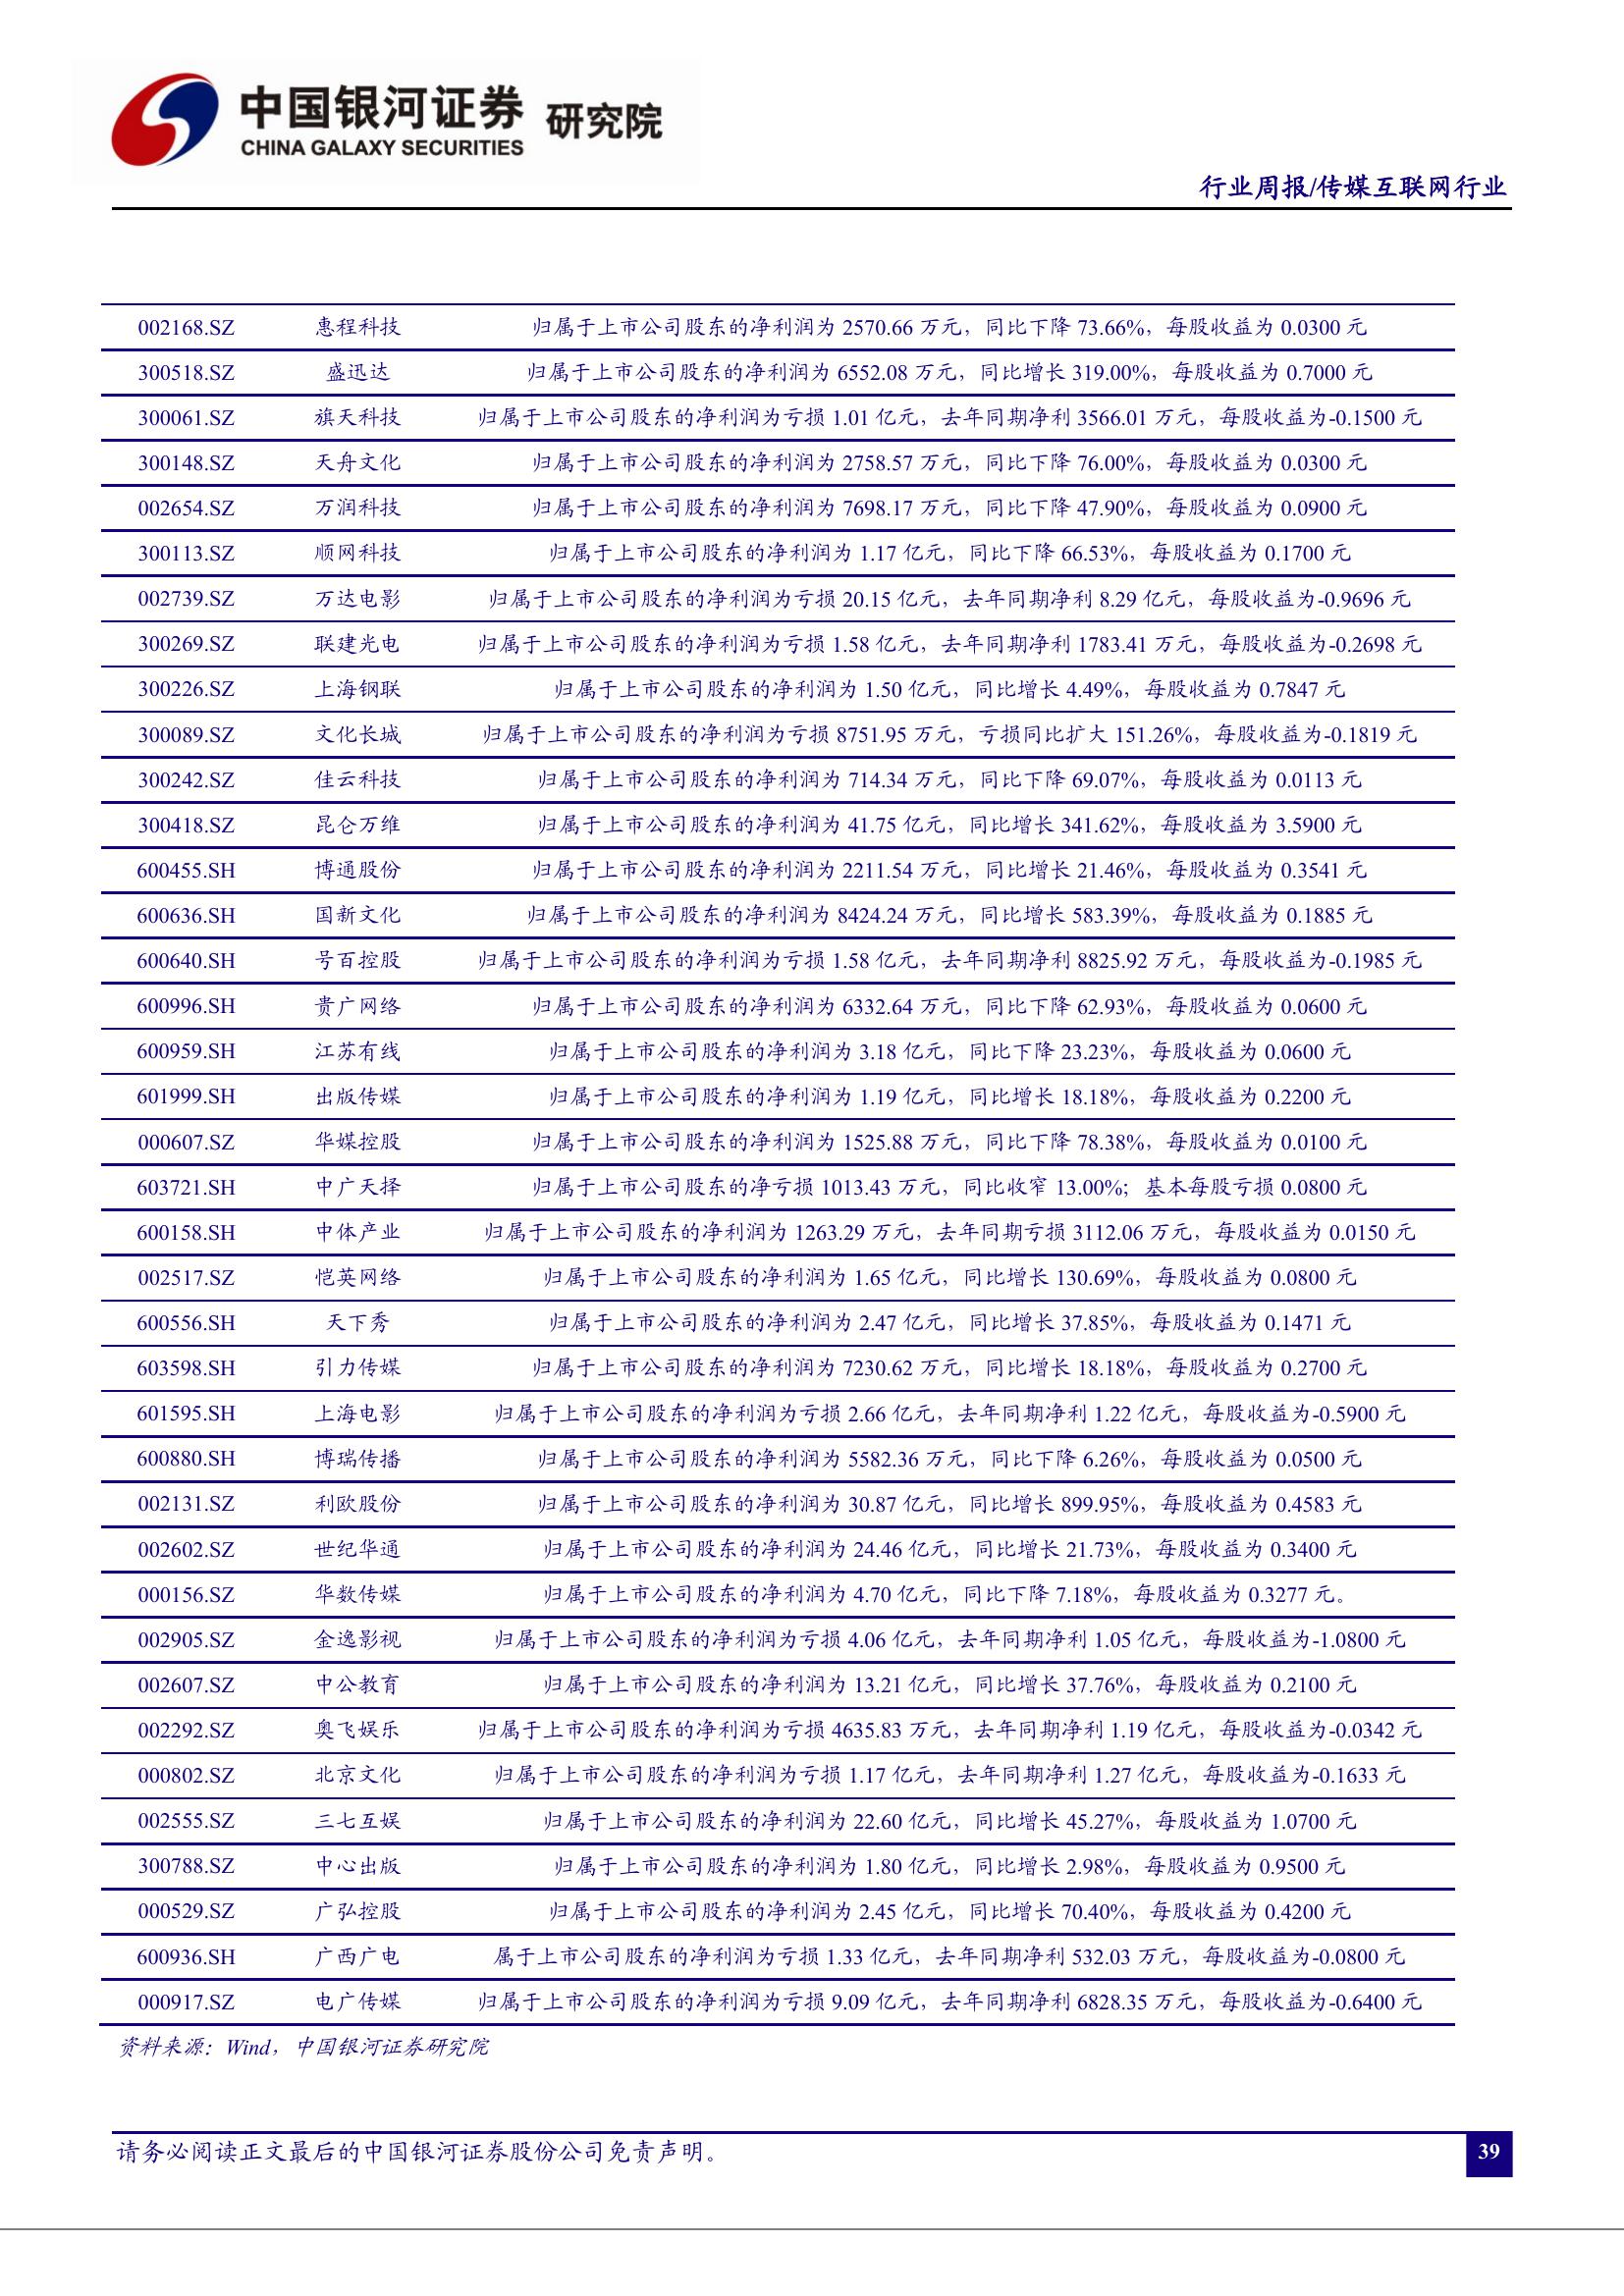 中国银河证券 研究院
CHINA GALAXY SECURITIES
行业周报/传媒互联网行业
002168.SZ 惠程科技 归属于上市公司股东的净利润为 2570.66 万元，同比下降 73.66%，每股收益为 0.0300 元
300518.SZ 盛迅达 归属于上市公司股东的净利润为 6552.08 万元，同比增长 319.00%，每股收益为 0.7000 元
300061.SZ 旗天科技 归属于上市公司股东的净利润为亏损 1.01 亿元，去年同期净利 3566.01 万元，每股收益为-0.1500 元
300148.SZ 天舟文化 归属于上市公司股东的净利润为 2758.57 万元，同比下降 76.00%，每股收益为 0.0300 元
002654.SZ 万润科技 归属于上市公司股东的净利润为 7698.17 万元，同比下降 47.90%，每股收益为 0.0900 元
300113.SZ 顺网科技 归属于上市公司股东的净利润为 1.17 亿元，同比下降 66.53%，每股收益为 0.1700 元
002739.SZ 万达电影 归属于上市公司股东的净利润为亏损 20.15 亿元，去年同期净利 8.29 亿元，每股收益为-0.9696 元
300269.SZ 联建光电 归属于上市公司股东的净利润为亏损 1.58 亿元，去年同期净利 1783.41 万元，每股收益为-0.2698 元
300226.SZ 上海钢联 归属于上市公司股东的净利润为 1.50 亿元，同比增长 4.49%，每股收益为 0.7847 元
300089.SZ 文化长城 归属于上市公司股东的净利润为亏损 8751.95 万元，亏损同比扩大 151.26%，每股收益为-0.1819 元
300242.SZ 佳云科技 归属于上市公司股东的净利润为 714.34 万元，同比下降 69.07%，每股收益为 0.0113 元
300418.SZ 昆仑万维 归属于上市公司股东的净利润为 41.75 亿元，同比增长 341.62%，每股收益为 3.5900 元
600455.SH 博通股份 归属于上市公司股东的净利润为 2211.54 万元，同比增长 21.46%，每股收益为 0.3541 元
600636.SH 国新文化 归属于上市公司股东的净利润为 8424.24 万元，同比增长 583.39%，每股收益为 0.1885 元
600640.SH 号百控股 归属于上市公司股东的净利润为亏损 1.58 亿元，去年同期净利 8825.92 万元，每股收益为-0.1985 元
600996.SH 贵广网络 归属于上市公司股东的净利润为 6332.64 万元，同比下降 62.93%，每股收益为 0.0600 元
600959.SH 江苏有线 归属于上市公司股东的净利润为 3.18 亿元，同比下降 23.23%，每股收益为 0.0600 元
601999.SH 出版传媒 归属于上市公司股东的净利润为 1.19 亿元，同比增长 18.18%，每股收益为 0.2200 元
000607.SZ 华媒控股 归属于上市公司股东的净利润为 1525.88 万元，同比下降 78.38%，每股收益为 0.0100 元
603721.SH 中广天择 归属于上市公司股东的净亏损 1013.43 万元，同比收窄 13.00%；基本每股亏损 0.0800 元
600158.SH 中体产业 归属于上市公司股东的净利润为 1263.29 万元，去年同期亏损 3112.06 万元，每股收益为 0.0150 元
002517.SZ 恺英网络 归属于上市公司股东的净利润为 1.65 亿元，同比增长 130.69%，每股收益为 0.0800 元
600556.SH 天下秀 归属于上市公司股东的净利润为 2.47 亿元，同比增长 37.85%，每股收益为 0.1471 元
603598.SH 引力传媒 归属于上市公司股东的净利润为 7230.62 万元，同比增长 18.18%，每股收益为 0.2700 元
601595.SH 上海电影 归属于上市公司股东的净利润为亏损 2.66 亿元，去年同期净利 1.22 亿元，每股收益为-0.5900 元
600880.SH 博瑞传播 归属于上市公司股东的净利润为 5582.36 万元，同比下降 6.26%，每股收益为 0.0500 元
002131.SZ 利欧股份 归属于上市公司股东的净利润为 30.87 亿元，同比增长 899.95%，每股收益为 0.4583 元
002602.SZ 世纪华通 归属于上市公司股东的净利润为 24.46 亿元，同比增长 21.73%，每股收益为 0.3400 元
000156.SZ 华数传媒 归属于上市公司股东的净利润为 4.70 亿元，同比下降 7.18%，每股收益为 0.3277 元。
002905.SZ 金逸影视 归属于上市公司股东的净利润为亏损 4.06 亿元，去年同期净利 1.05 亿元，每股收益为-1.0800 元
002607.SZ 中公教育 归属于上市公司股东的净利润为 13.21 亿元，同比增长 37.76%，每股收益为 0.2100 元
002292.SZ 奥飞娱乐 归属于上市公司股东的净利润为亏损 4635.83 万元，去年同期净利 1.19 亿元，每股收益为-0.0342 元
000802.SZ 北京文化 归属于上市公司股东的净利润为亏损 1.17 亿元，去年同期净利 1.27 亿元，每股收益为-0.1633 元
002555.SZ 三七互娱 归属于上市公司股东的净利润为 22.60 亿元，同比增长 45.27%，每股收益为 1.0700 元
300788.SZ 中心出版 归属于上市公司股东的净利润为 1.80 亿元，同比增长 2.98%，每股收益为 0.9500 元
000529.SZ 广弘控股 归属于上市公司股东的净利润为 2.45 亿元，同比增长 70.40%，每股收益为 0.4200 元
600936.SH 广西广电 属于上市公司股东的净利润为亏损 1.33 亿元，去年同期净利 532.03 万元，每股收益为-0.0800 元
000917.SZ 电广传媒 归属于上市公司股东的净利润为亏损 9.09 亿元，去年同期净利 6828.35 万元，每股收益为-0.6400 元
资料来源：Wind，中国银河证券研究院
请务必阅读正文最后的中国银河证券股份公司免责声明。
39